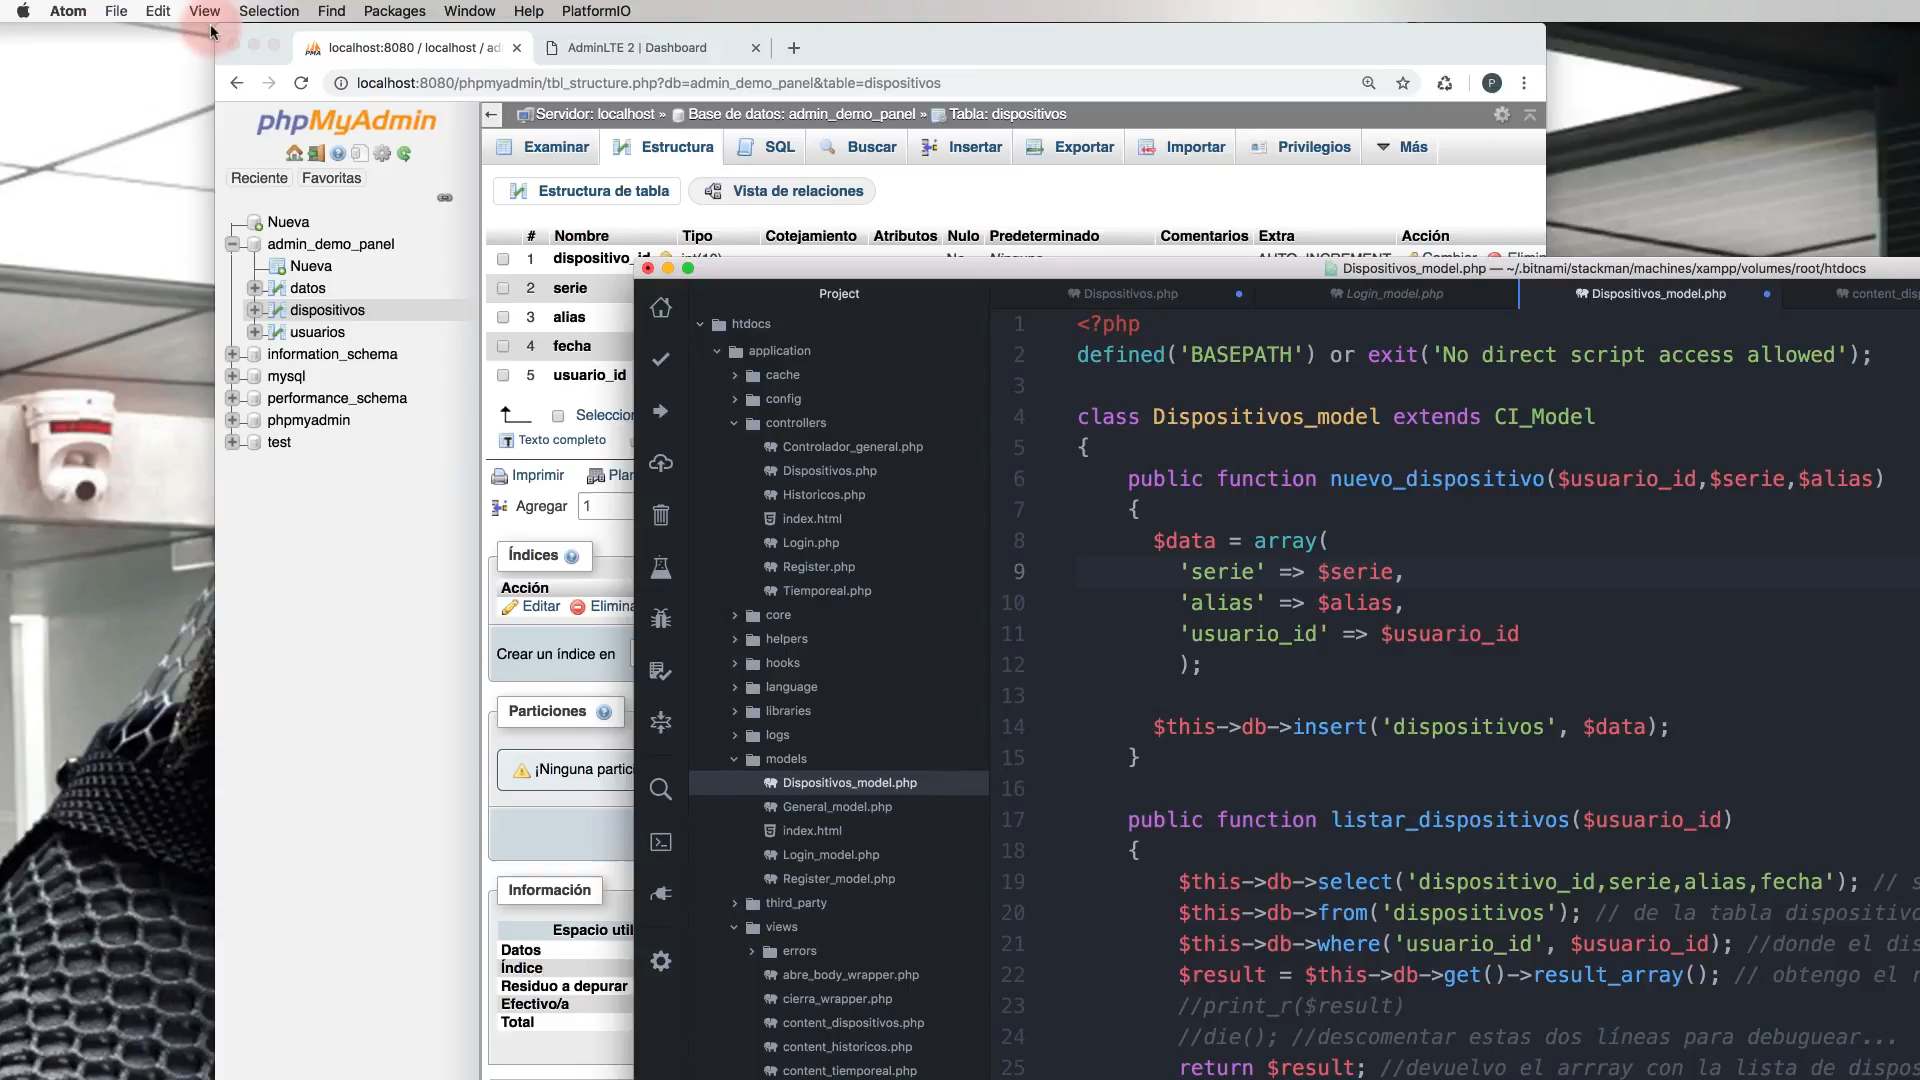 Atom File Edit View Selection Find Packages Window Help PlatformIO
localhost:8080 / localhost / ad
AdminLTE 2 | Dashboard
localhost:8080/phpmyadmin/tbl_structure.php?db=admin_demo_panel&table=dispositivos
P
phpMyAdmin
Reciente Favoritas
Nueva
admin_demo_panel
Nueva
datos
dispositivos
usuarios
information_schema
mysql
performance_schema
phpmyadmin
test
Servidor: localhost » Base de datos: admin_demo_panel » Tabla: dispositivos
Examinar Estructura SQL Buscar Insertar Exportar Importar Privilegios Más
Estructura de tabla Vista de relaciones
# Nombre Tipo Cotejamiento Atributos Nulo Predeterminado Comentarios Extra Acción
1 dispositivo_id
2 serie
3 alias
4 fecha
5 usuario_id
Seleccion
Texto completo
Imprimir Plan
Agregar 1
Índices
Acción
Editar Elimina
Crear un índice en
Particiones
¡Ninguna partici
Información
Espacio util
Datos
Índice
Residuo a depurar
Efectivo/a
Total
Dispositivos_model.php — ~/.bitnami/stackman/machines/xampp/volumes/root/htdocs
Project
Dispositivos.php Login_model.php Dispositivos_model.php content_disp
htdocs
application
cache
config
controllers
Controlador_general.php
Dispositivos.php
Historicos.php
index.html
Login.php
Register.php
Tiemporeal.php
core
helpers
hooks
language
libraries
logs
models
Dispositivos_model.php
General_model.php
index.html
Login_model.php
Register_model.php
third_party
views
errors
abre_body_wrapper.php
cierra_wrapper.php
content_dispositivos.php
content_historicos.php
content_tiemporeal.php
1 <?php
2 defined('BASEPATH') or exit('No direct script access allowed');
3
4 class Dispositivos_model extends CI_Model
5 {
6 public function nuevo_dispositivo($usuario_id,$serie,$alias)
7 {
8 $data = array(
9 'serie' => $serie,
10 'alias' => $alias,
11 'usuario_id' => $usuario_id
12 );
13
14 $this->db->insert('dispositivos', $data);
15 }
16
17 public function listar_dispositivos($usuario_id)
18 {
19 $this->db->select('dispositivo_id,serie,alias,fecha'); // s
20 $this->db->from('dispositivos'); // de la tabla dispositivo
21 $this->db->where('usuario_id', $usuario_id); //donde el dis
22 $result = $this->db->get()->result_array(); // obtengo el r
23 //print_r($result)
24 //die(); //descomentar estas dos líneas para debuguear...
25 return $result; //devuelvo el arrray con la lista de dispos